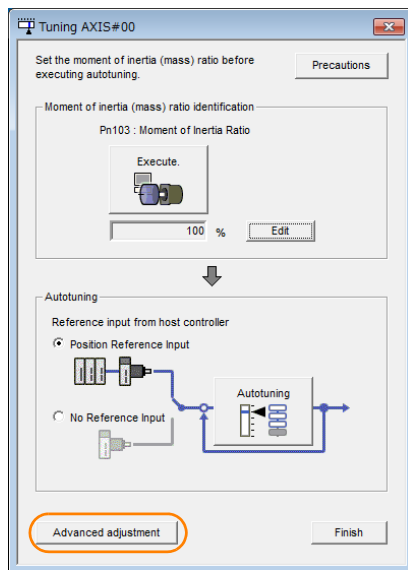 Tuning AXIS#00
Set the moment of inertia (mass) ratio before
executing autotuning.
Precautions
Moment of inertia (mass) ratio identification
Pn103 : Moment of Inertia Ratio
Execute.
100 %
Edit
Autotuning
Reference input from host controller
Position Reference Input
Autotuning
No Reference Input
Advanced adjustment
Finish